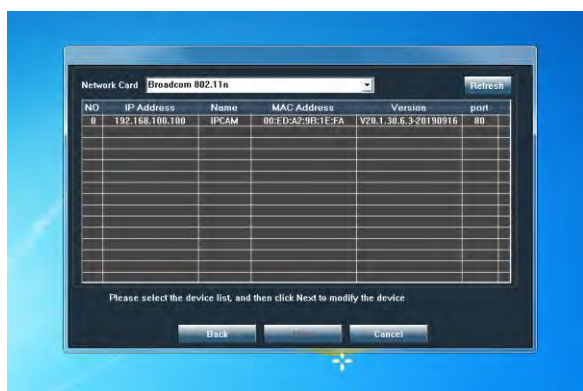 Network Card Broadcom 802.11n Refresh
NO IP Address Name MAC Address Version port
0 192.168.100.100 IPCAM 00:ED:A2:9B:1E:FA V20.1.30.6.3-20190916 80
Please select the device list, and then click Next to modify the device
Back Cancel